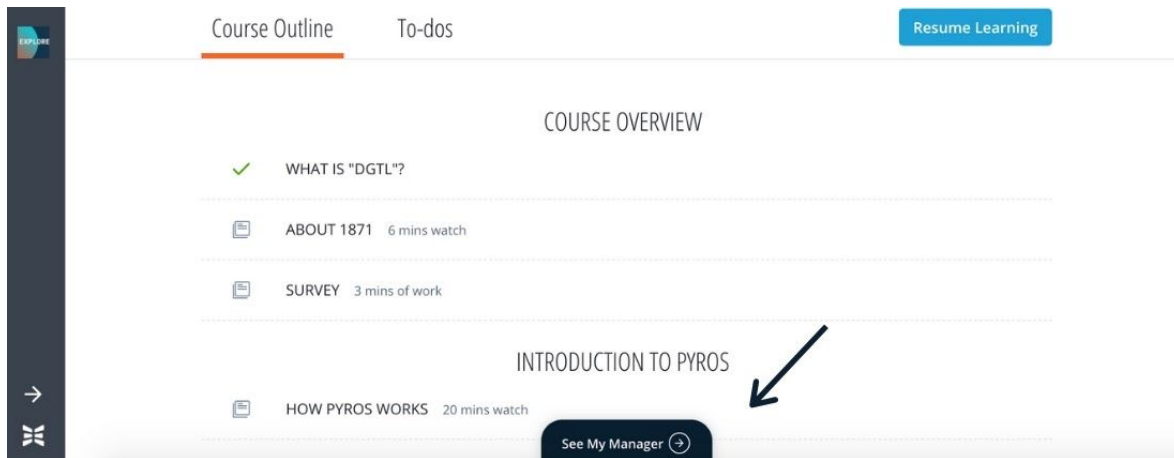 EXPLORE
Course Outline To-dos Resume Learning
COURSE OVERVIEW
WHAT IS "DGTL"?
ABOUT 1871 6 mins watch
SURVEY 3 mins of work
INTRODUCTION TO PYROS
HOW PYROS WORKS 20 mins watch
See My Manager